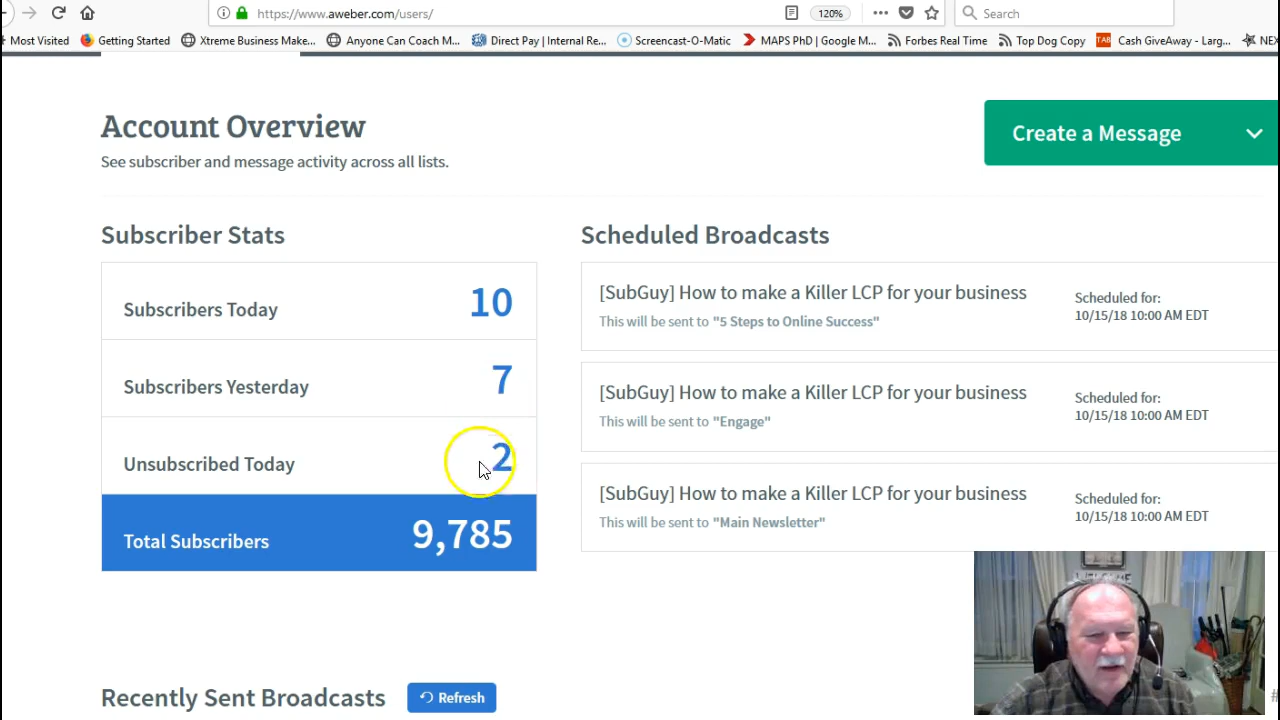 https://www.aweber.com/users/
120%
Search
Most Visited
Getting Started
Xtreme Business Make...
Anyone Can Coach M...
Direct Pay | Internal Re...
Screencast-O-Matic
MAPS PhD | Google M...
Forbes Real Time
Top Dog Copy
TAB
Cash GiveAway - Larg...
NEX
Account Overview
See subscriber and message activity across all lists.
Create a Message
Subscriber Stats
Subscribers Today 10
Subscribers Yesterday 7
Unsubscribed Today 2
Total Subscribers 9,785
Scheduled Broadcasts
[SubGuy] How to make a Killer LCP for your business
This will be sent to "5 Steps to Online Success"
Scheduled for:
10/15/18 10:00 AM EDT
[SubGuy] How to make a Killer LCP for your business
This will be sent to "Engage"
Scheduled for:
10/15/18 10:00 AM EDT
[SubGuy] How to make a Killer LCP for your business
This will be sent to "Main Newsletter"
Scheduled for:
10/15/18 10:00 AM EDT
Recently Sent Broadcasts
Refresh